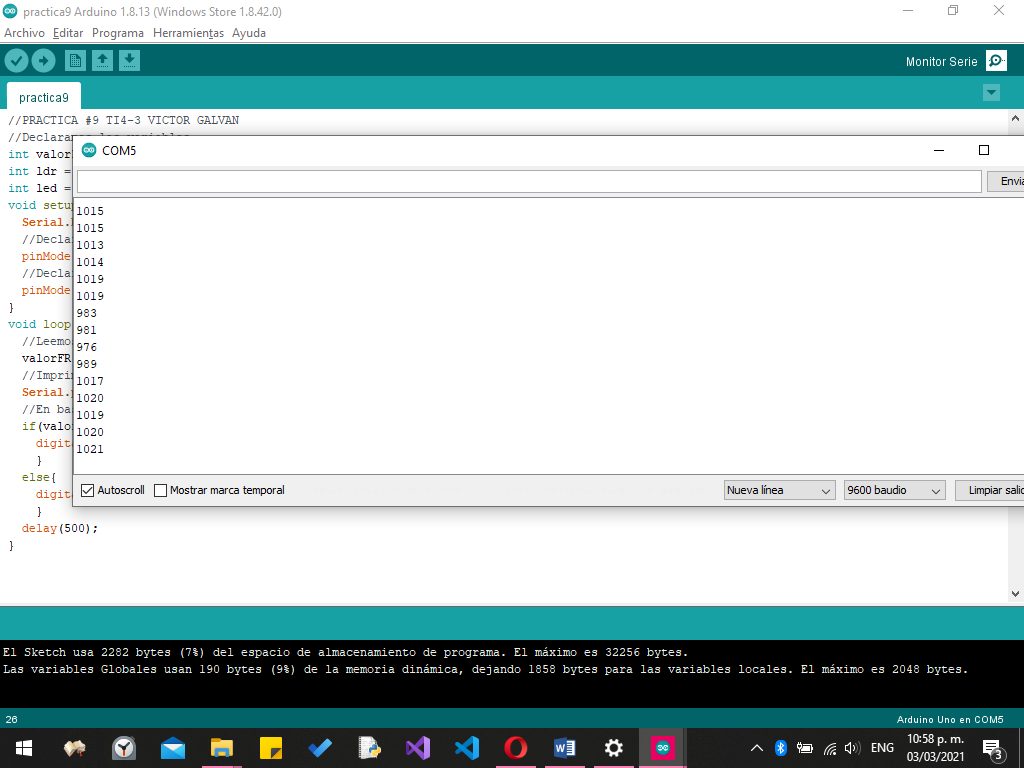 practica9 Arduino 1.8.13 (Windows Store 1.8.42.0)
Archivo Editar Programa Herramientas Ayuda
Monitor Serie
practica9
//PRACTICA #9 TI4-3 VICTOR GALVAN
int valor
int ldr =
int led =
void setup
Serial.
//Decla
pinMode
//Decla
pinMode
}
void loop
//Leemo
valorFR
//Impri
Serial.
//En ba
if(valo
digit
}
else{
digit
}
delay(500);
}
COM5
Envia
1015
1015
1013
1014
1019
1019
983
981
976
989
1017
1020
1019
1020
1021
Autoscroll Mostrar marca temporal Nueva línea 9600 baudio Limpiar salid
El Sketch usa 2282 bytes (7%) del espacio de almacenamiento de programa. El máximo es 32256 bytes.
Las variables Globales usan 190 bytes (9%) de la memoria dinámica, dejando 1858 bytes para las variables locales. El máximo es 2048 bytes.
26 Arduino Uno en COM5
ENG
10:58 p. m.
03/03/2021
3